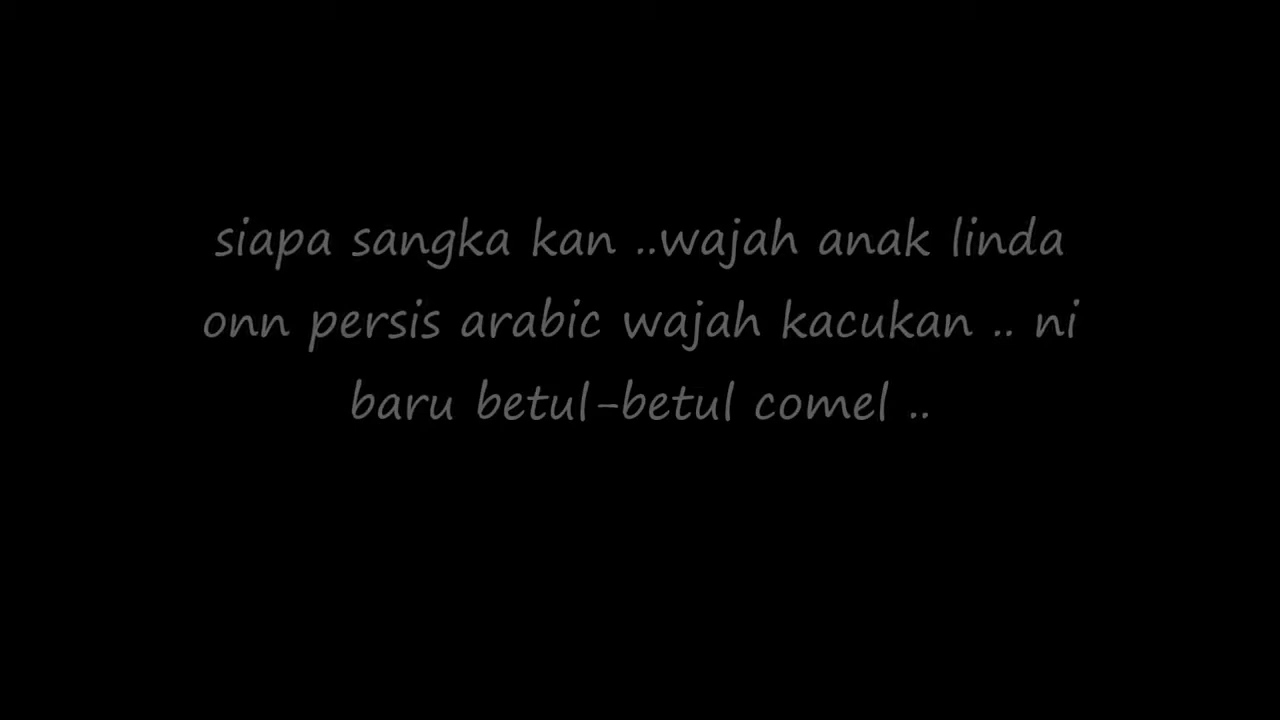 siapa sangka kan ..wajah anak linda
onn persis arabic wajah kacukan .. ni
baru betul-betul comel ..